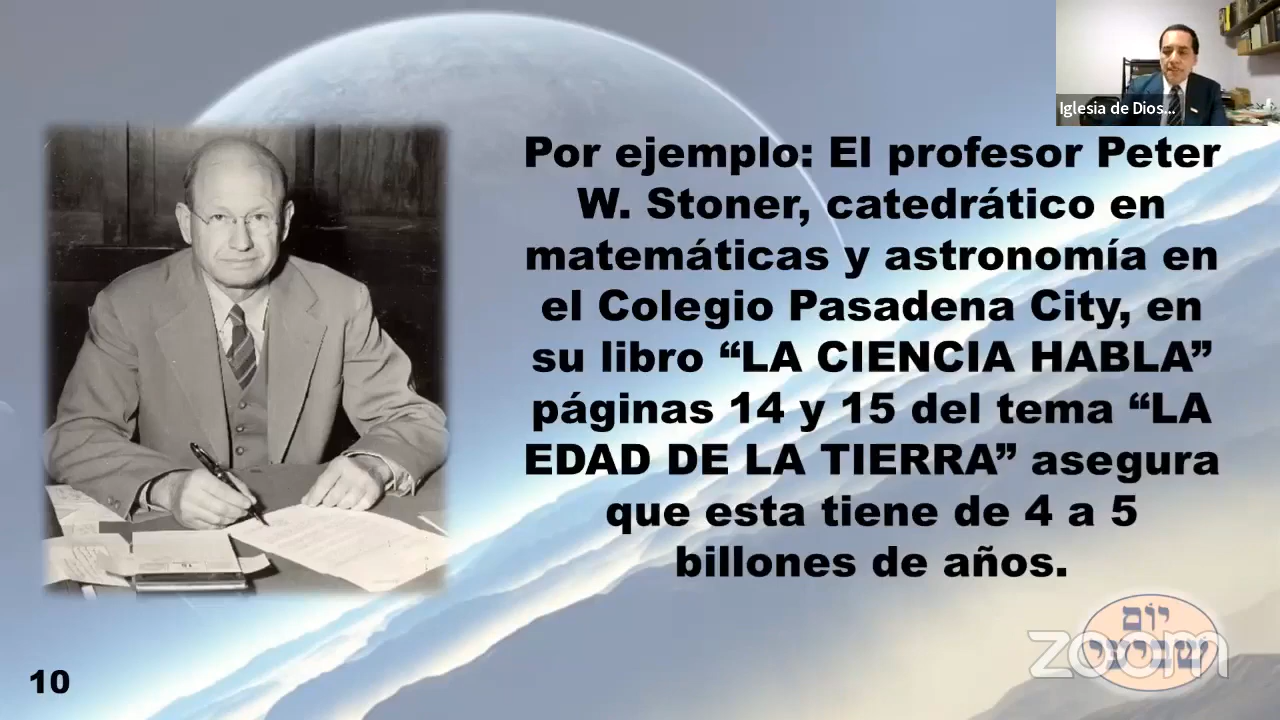 Iglesia de Dios...
Por ejemplo: El profesor Peter
W. Stoner, catedrático en
matemáticas y astronomía en
el Colegio Pasadena City, en
su libro “LA CIENCIA HABLA”
páginas 14 y 15 del tema “LA
EDAD DE LA TIERRA” asegura
que esta tiene de 4 a 5
billones de años.
יוֹם
zoom
10